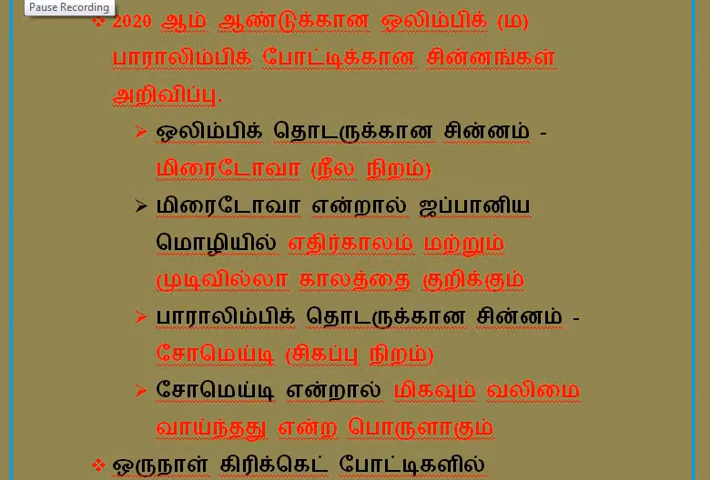 Pause Recording
❖ 2020 ஆம் ஆண்டுக்கான ஒலிம்பிக் (ம)
பாராலிம்பிக் போட்டிக்கான சின்னங்கள்
அறிவிப்பு.
➢ ஒலிம்பிக் தொடருக்கான சின்னம் -
மிரைடோவா (நீல நிறம்)
➢ மிரைடோவா என்றால் ஜப்பானிய
மொழியில் எதிர்காலம் மற்றும்
முடிவில்லா காலத்தை குறிக்கும்
➢ பாராலிம்பிக் தொடருக்கான சின்னம் -
சோமெய்டி (சிகப்பு நிறம்)
➢ சோமெய்டி என்றால் மிகவும் வலிமை
வாய்ந்தது என்ற பொருளாகும்
❖ ஒருநாள் கிரிக்கெட் போட்டிகளில்